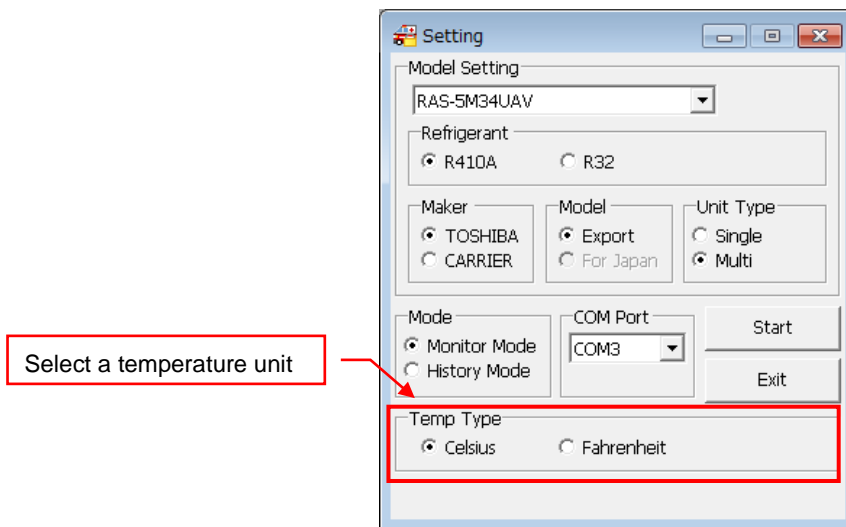 Setting
Model Setting
RAS-5M34UAV
Refrigerant
R410A R32
Maker Model Unit Type
TOSHIBA Export Single
CARRIER For Japan Multi
Mode COM Port
Start
Monitor Mode COM3
History Mode
Exit
Select a temperature unit
Temp Type
Celsius Fahrenheit